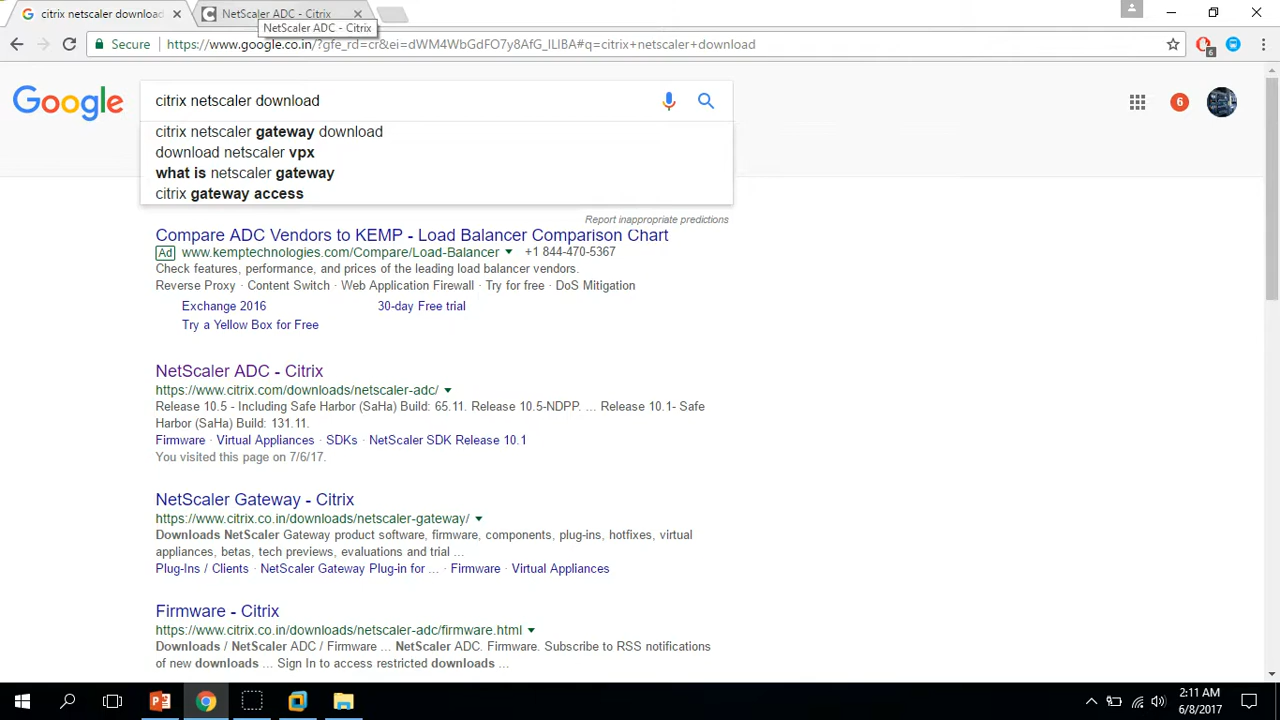 citrix netscaler download
NetScaler ADC - Citrix
NetScaler ADC - Citrix
Secure
https://www.google.co.in/?gfe_rd=cr&ei=dWM4WbGdFO7y8AfG_ILIBA#q=citrix+netscaler+download
6
Google
citrix netscaler download
6
citrix netscaler gateway download
download netscaler vpx
what is netscaler gateway
citrix gateway access
Report inappropriate predictions
Compare ADC Vendors to KEMP - Load Balancer Comparison Chart
Ad www.kemptechnologies.com/Compare/Load-Balancer +1 844-470-5367
Check features, performance, and prices of the leading load balancer vendors.
Reverse Proxy · Content Switch · Web Application Firewall · Try for free · DoS Mitigation
Exchange 2016 30-day Free trial
Try a Yellow Box for Free
NetScaler ADC - Citrix
https://www.citrix.com/downloads/netscaler-adc/
Release 10.5 - Including Safe Harbor (SaHa) Build: 65.11. Release 10.5-NDPP. ... Release 10.1- Safe
Harbor (SaHa) Build: 131.11.
Firmware · Virtual Appliances · SDKs · NetScaler SDK Release 10.1
You visited this page on 7/6/17.
NetScaler Gateway - Citrix
https://www.citrix.co.in/downloads/netscaler-gateway/
Downloads NetScaler Gateway product software, firmware, components, plug-ins, hotfixes, virtual
appliances, betas, tech previews, evaluations and trial ...
Plug-Ins / Clients · NetScaler Gateway Plug-in for ... · Firmware · Virtual Appliances
Firmware - Citrix
https://www.citrix.co.in/downloads/netscaler-adc/firmware.html
Downloads / NetScaler ADC / Firmware ... NetScaler ADC. Firmware. Subscribe to RSS notifications
of new downloads ... Sign In to access restricted downloads ...
2:11 AM
6/8/2017